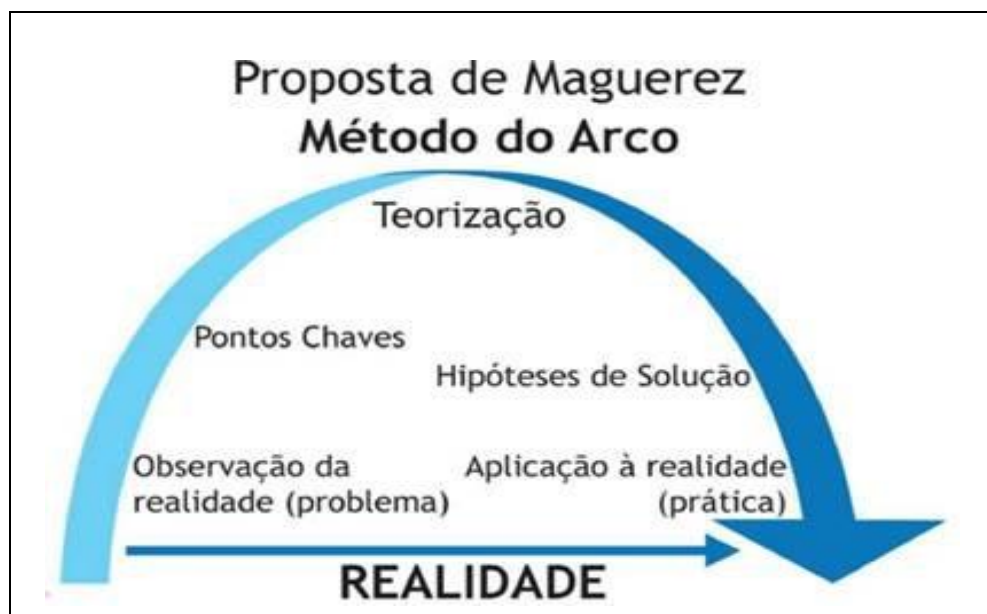 Proposta de Maguerez
Método do Arco
Teorização
Pontos Chaves
Hipóteses de Solução
Observação da
realidade (problema)
Aplicação à realidade
(prática)
REALIDADE